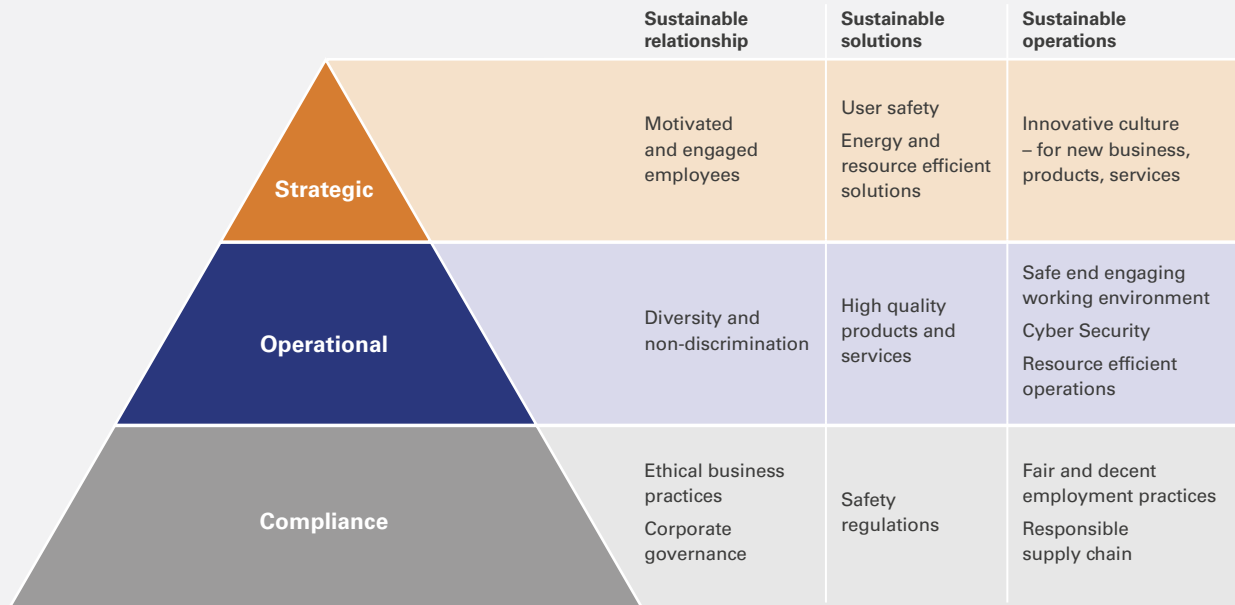 Sustainable
relationship
Sustainable
solutions
Sustainable
operations
Strategic
Motivated
and engaged
employees
User safety
Energy and
resource efficient
solutions
Innovative culture
– for new business,
products, services
Operational
Diversity and
non-discrimination
High quality
products and
services
Safe end engaging
working environment
Cyber Security
Resource efficient
operations
Compliance
Ethical business
practices
Corporate
governance
Safety
regulations
Fair and decent
employment practices
Responsible
supply chain